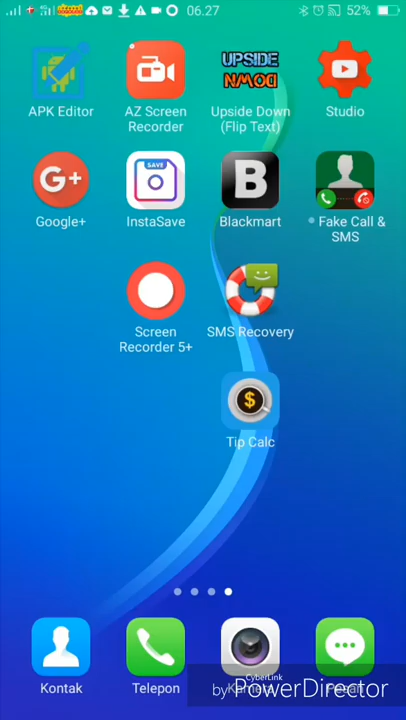 06.27
52%
APK Editor
AZ Screen
Recorder
UPSIDE
DOWN
Upside Down
(Flip Text)
Studio
G+
Google+
SAVE
InstaSave
B
Blackmart
Fake Call &
SMS
Screen
Recorder 5+
SMS Recovery
$
Tip Calc
Kontak
Telepon
CyberLink
by PowerDirector